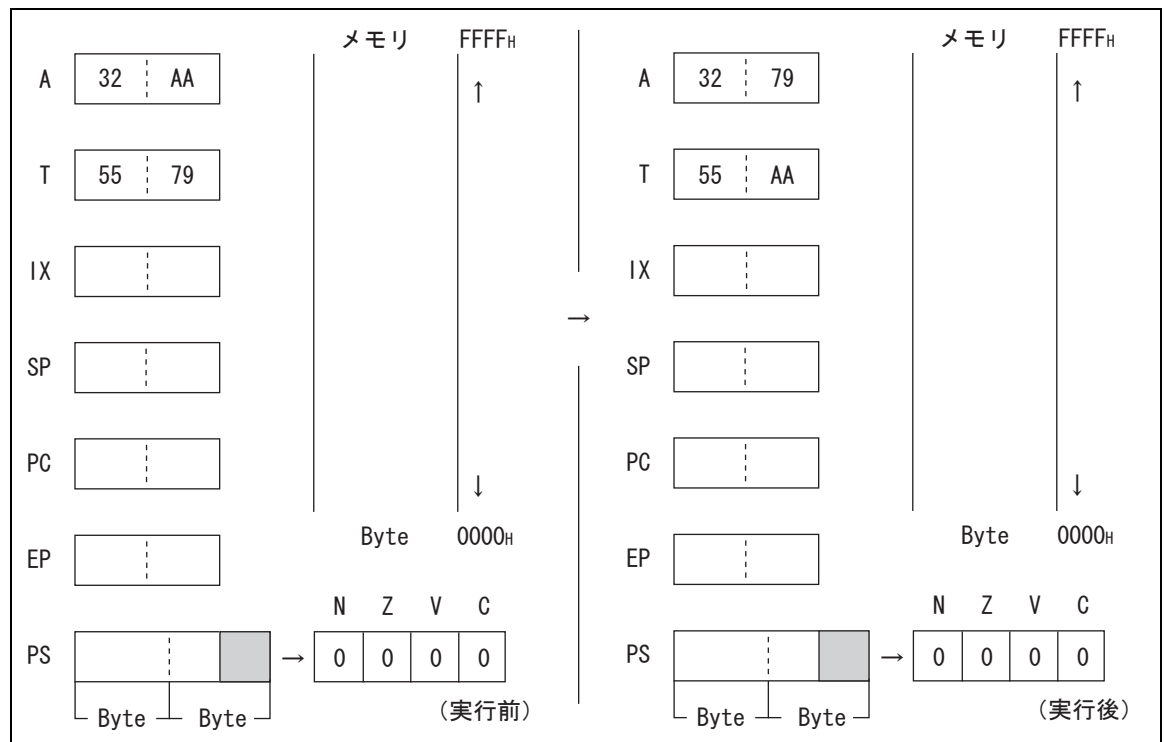 メモリ FFFFH
A 32 AA
↑
T 55 79
IX
SP
PC
↓
Byte 0000H
EP
N Z V C
PS → 0 0 0 0
Byte Byte
(実行前)
→
メモリ FFFFH
A 32 79
↑
T 55 AA
IX
SP
PC
↓
Byte 0000H
EP
N Z V C
PS → 0 0 0 0
Byte Byte
(実行後)